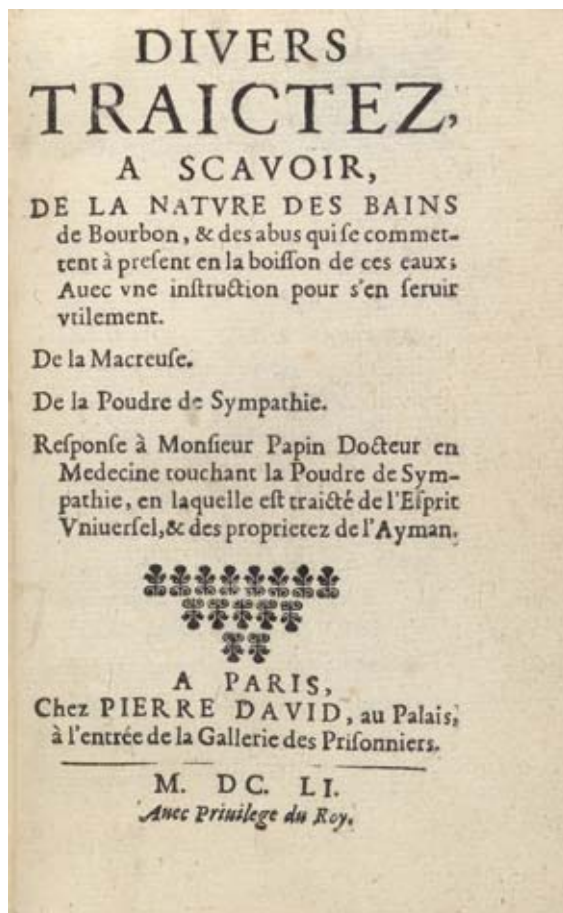 DIVERS
TRAICTEZ,
A SCAVOIR,
DE LA NATVRE DES BAINS
de Bourbon, & des abus qui ſe commet-
tent à preſent en la boiſſon de ces eaux;
Auec vne inſtruction pour s'en ſeruir
vtilement.
De la Macreuſe.
De la Poudre de Sympathie.
Reſponſe à Monſieur Papin Docteur en
Medecine touchant la Poudre de Sym-
pathie, en laquelle eſt traicté de l'Eſprit
Vniuerſel, & des proprietez de l'Ayman.
A PARIS,
Chez PIERRE DAVID, au Palais,
à l'entrée de la Gallerie des Priſonniers.
M. DC. LI.
Auec Priuilege du Roy.